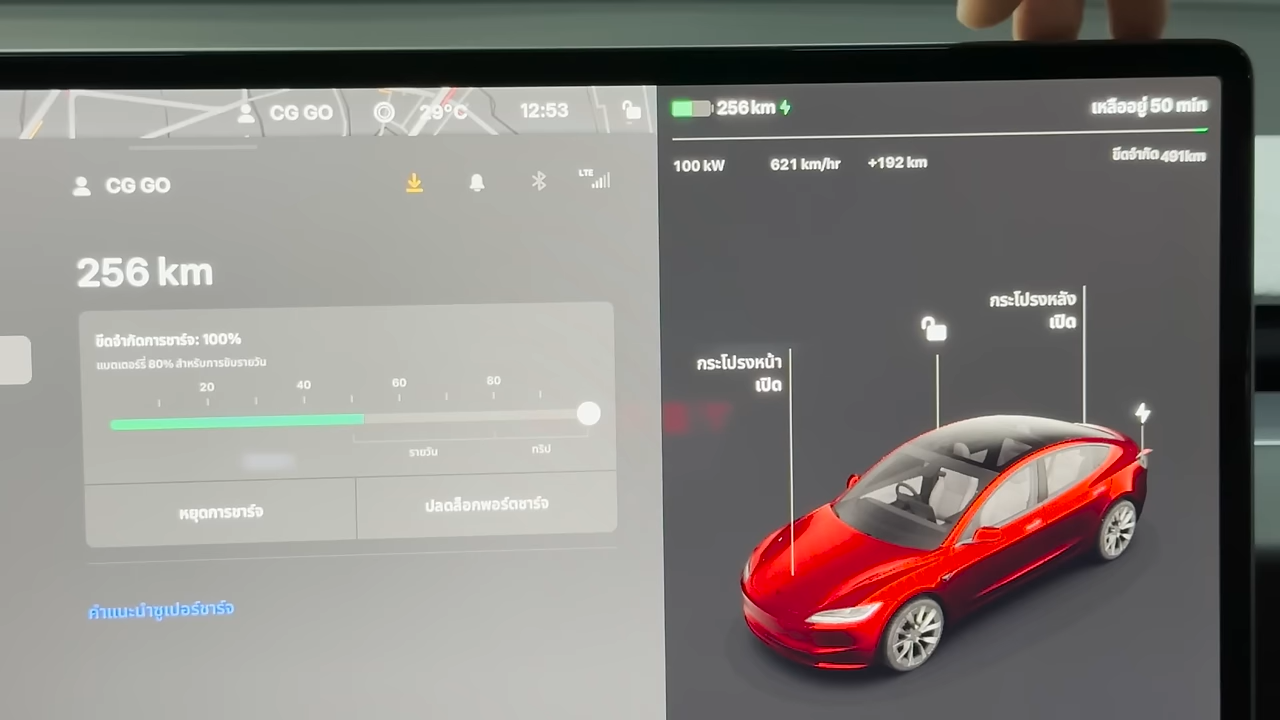 CG GO
29°C
12:53
CG GO
LTE
256 km
ขีดจำกัดการชาร์จ: 100%
แบตเตอร์รี่ 80% สำหรับการขับรายวัน
20 40 60 80
รายวัน ทริป
หยุดการชาร์จ
ปลดล็อกพอร์ตชาร์จ
คำแนะนำซูเปอร์ชาร์จ
256 km
เหลืออยู่ 50 min
100 kW 621 km/hr +192 km
ขีดจำกัด 491km
กระโปรงหลัง
เปิด
กระโปรงหน้า
เปิด